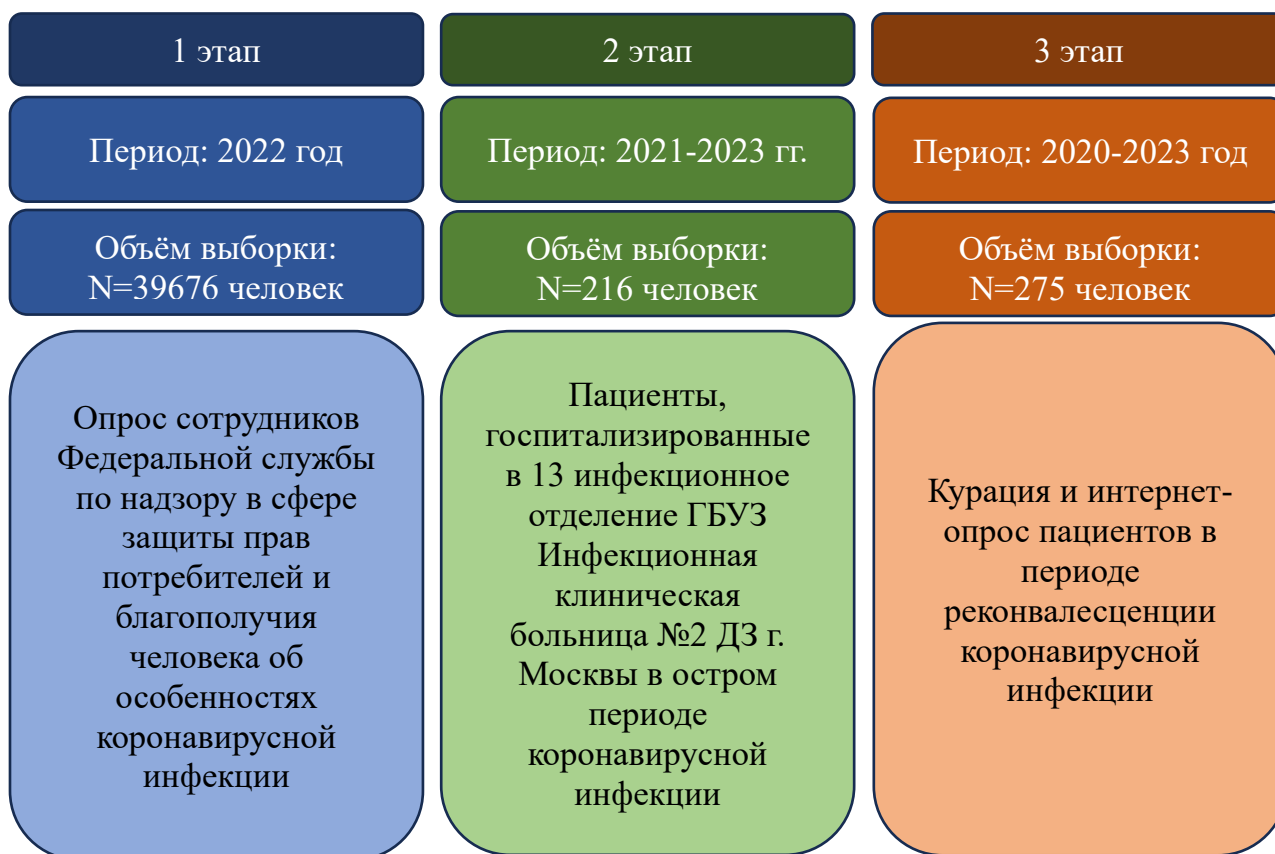 1 этап
Период: 2022 год
Объём выборки:
N=39676 человек
Опрос сотрудников
Федеральной службы
по надзору в сфере
защиты прав
потребителей и
благополучия
человека об
особенностях
коронавирусной
инфекции
2 этап
Период: 2021-2023 гг.
Объём выборки:
N=216 человек
Пациенты,
госпитализированные
в 13 инфекционное
отделение ГБУЗ
Инфекционная
клиническая
больница №2 ДЗ г.
Москвы в остром
периоде
коронавирусной
инфекции
3 этап
Период: 2020-2023 год
Объём выборки:
N=275 человек
Курация и интернет-
опрос пациентов в
периоде
реконвалесценции
коронавирусной
инфекции